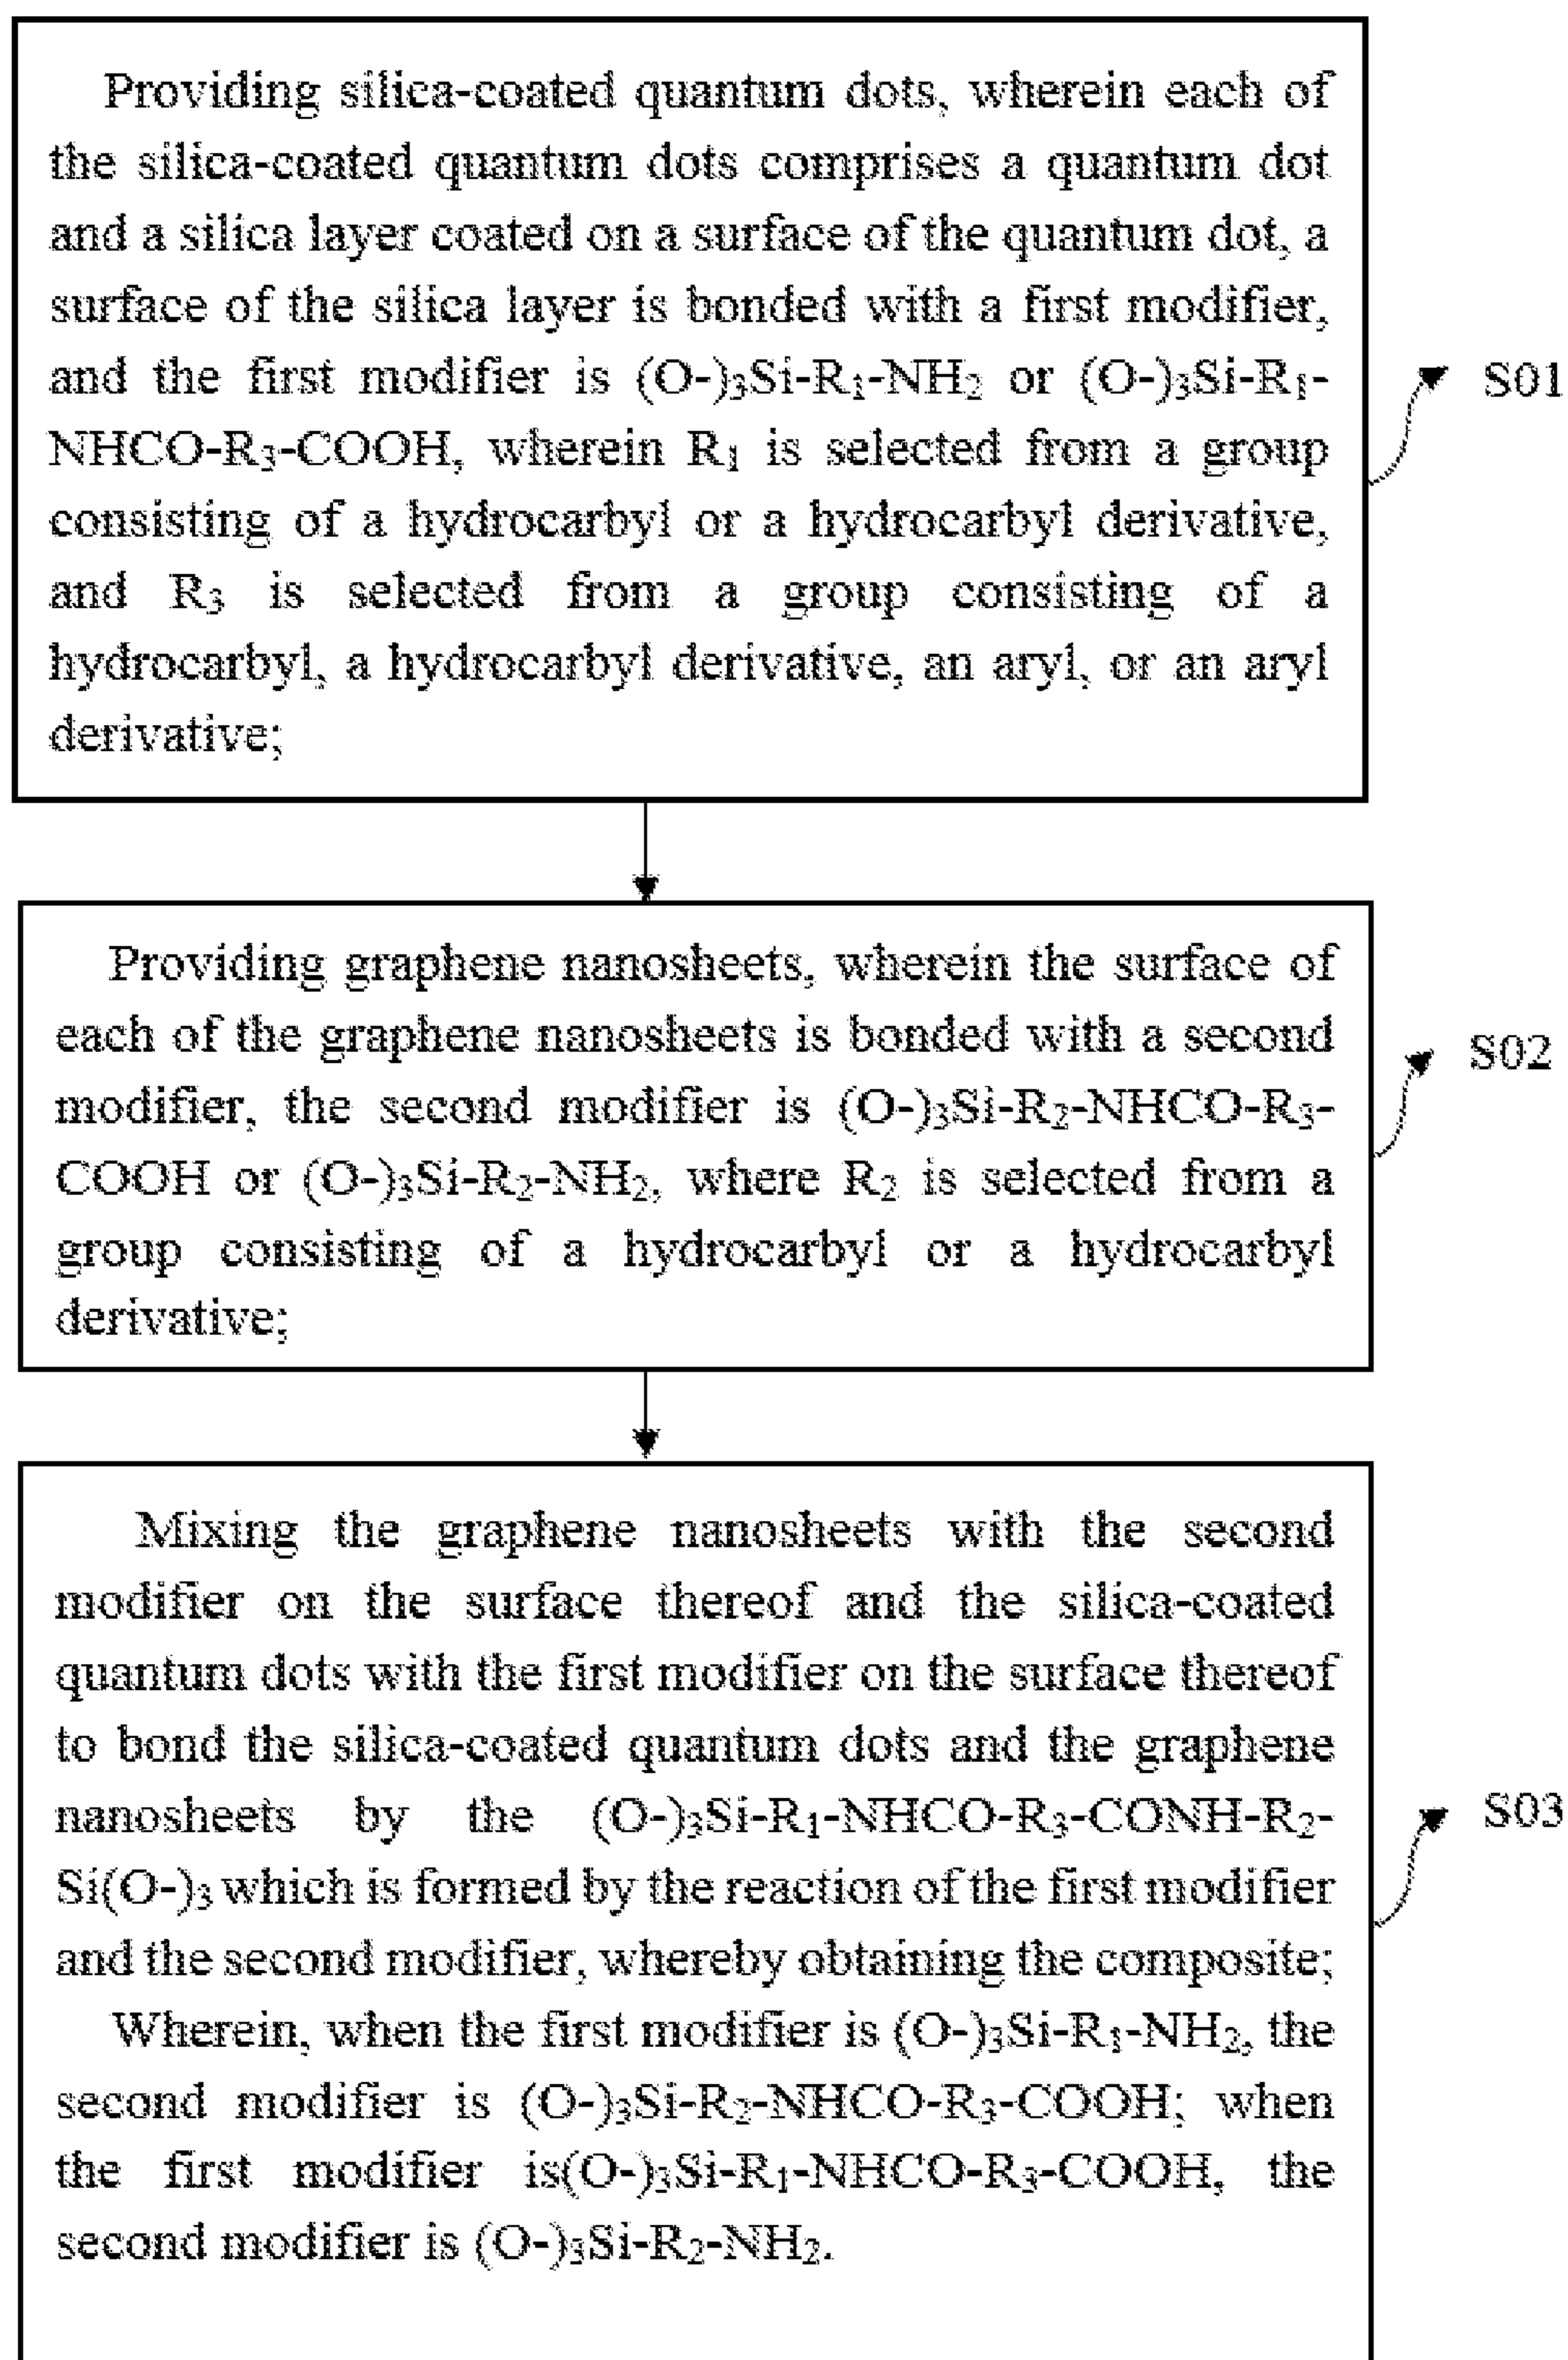 Providing silica-coated quantum dots, wherein each of
the silica-coated quantum dots comprises a quantum dot
and a silica layer coated on a surface of the quantum dot, a
surface of the silica layer is bonded with a first modifier,
and the first modifier is (O-)₃Si-R₁-NH₂ or (O-)₃Si-R₁-
NHCO-R₃-COOH, wherein R₁ is selected from a group
consisting of a hydrocarbyl or a hydrocarbyl derivative,
and R₃ is selected from a group consisting of a
hydrocarbyl, a hydrocarbyl derivative, an aryl, or an aryl
derivative;
S01
Providing graphene nanosheets, wherein the surface of
each of the graphene nanosheets is bonded with a second
modifier, the second modifier is (O-)₃Si-R₂-NHCO-R₃-
COOH or (O-)₃Si-R₂-NH₂, where R₂ is selected from a
group consisting of a hydrocarbyl or a hydrocarbyl
derivative;
S02
Mixing the graphene nanosheets with the second
modifier on the surface thereof and the silica-coated
quantum dots with the first modifier on the surface thereof
to bond the silica-coated quantum dots and the graphene
nanosheets by the (O-)₃Si-R₁-NHCO-R₃-CONH-R₂-
Si(O-)₃ which is formed by the reaction of the first modifier
and the second modifier, whereby obtaining the composite;
Wherein, when the first modifier is (O-)₃Si-R₁-NH₂, the
second modifier is (O-)₃Si-R₂-NHCO-R₃-COOH; when
the first modifier is(O-)₃Si-R₁-NHCO-R₃-COOH, the
second modifier is (O-)₃Si-R₂-NH₂.
S03